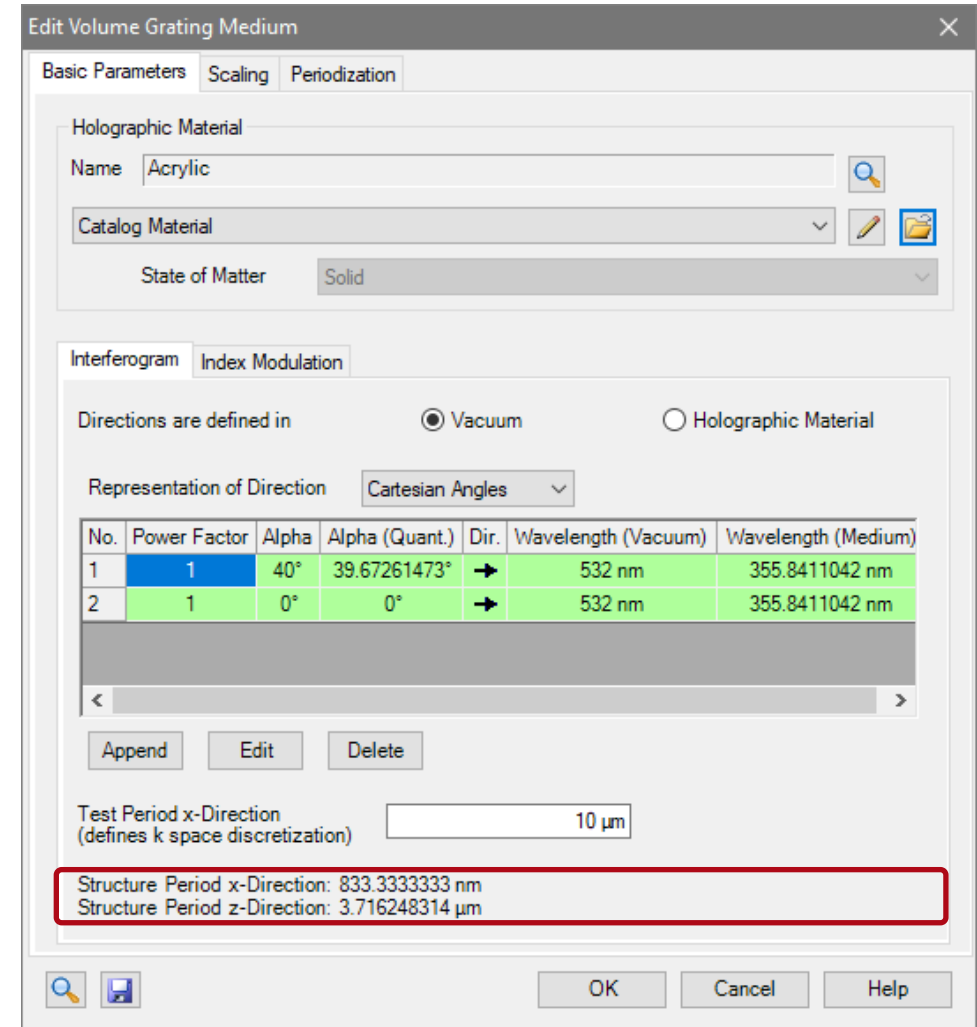 Edit Volume Grating Medium
Basic Parameters Scaling Periodization
Holographic Material
Name Acrylic
Catalog Material
State of Matter Solid
Interferogram Index Modulation
Directions are defined in Vacuum Holographic Material
Representation of Direction Cartesian Angles
No. Power Factor Alpha Alpha (Quant.) Dir. Wavelength (Vacuum) Wavelength (Medium)
1 1 40° 39.67261473° 532 nm 355.8411042 nm
2 1 0° 0° 532 nm 355.8411042 nm
Append Edit Delete
Test Period x-Direction
(defines k space discretization) 10 µm
Structure Period x-Direction: 833.3333333 nm
Structure Period z-Direction: 3.716248314 µm
OK Cancel Help